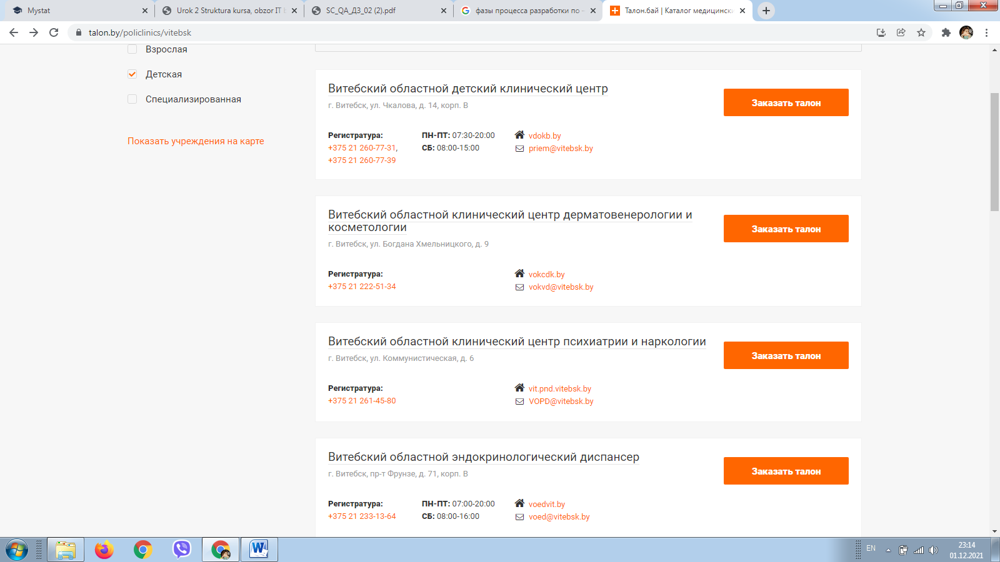 Mystat
Urok 2 Struktura kursa, obzor IT
SC_QA_ДЗ_02 (2).pdf
фазы процесса разработки по –
Талон.бай | Каталог медицинск
talon.by/policlinics/vitebsk
Взрослая
Детская
Специализированная
Показать учреждения на карте
Витебский областной детский клинический центр
г. Витебск, ул. Чкалова, д. 14, корп. В
Заказать талон
Регистратура:
+375 21 260-77-31,
+375 21 260-77-39
ПН-ПТ: 07:30-20:00
СБ: 08:00-15:00
vdokb.by
priem@vitebsk.by
Витебский областной клинический центр дерматовенерологии и
косметологии
г. Витебск, ул. Богдана Хмельницкого, д. 9
Заказать талон
Регистратура:
+375 21 222-51-34
vokcdk.by
vokvd@vitebsk.by
Витебский областной клинический центр психиатрии и наркологии
г. Витебск, ул. Коммунистическая, д. 6
Заказать талон
Регистратура:
+375 21 261-45-80
vit.pnd.vitebsk.by
VOPD@vitebsk.by
Витебский областной эндокринологический диспансер
г. Витебск, пр-т Фрунзе, д. 71, корп. В
Заказать талон
Регистратура:
+375 21 233-13-64
ПН-ПТ: 07:00-20:00
СБ: 08:00-16:00
voedvit.by
voed@vitebsk.by
EN
23:14
01.12.2021